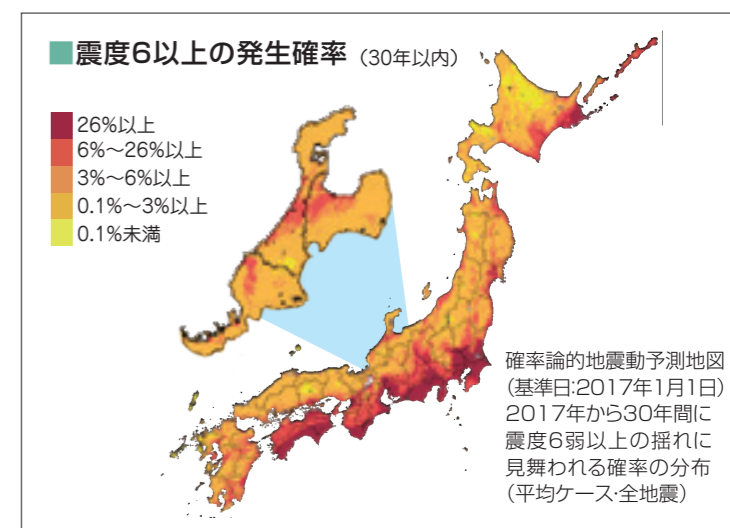 ■震度6以上の発生確率（30年以内）
26%以上
6%～26%以上
3%～6%以上
0.1%～3%以上
0.1%未満
確率論的地震動予測地図
(基準日:2017年1月1日)
2017年から30年間に
震度6弱以上の揺れに
見舞われる確率の分布
(平均ケース・全地震)